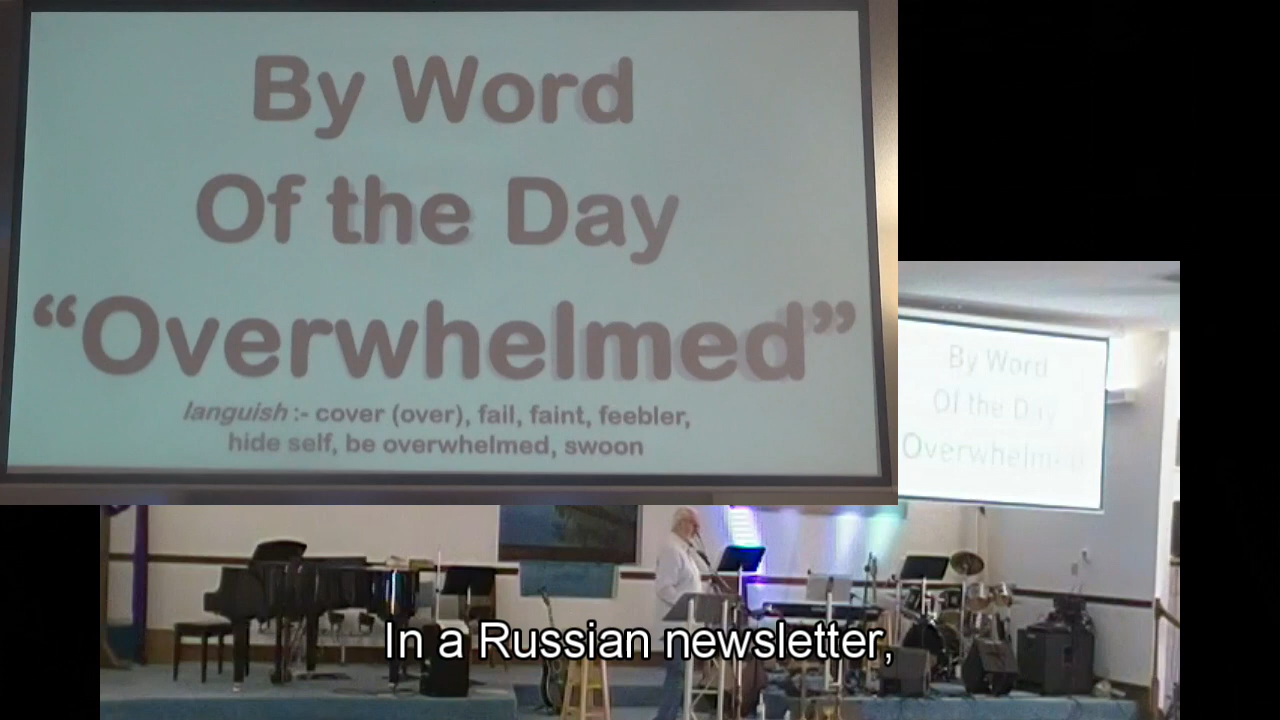 By Word
Of the Day
“Overwhelmed”
languish :- cover (over), fail, faint, feebler,
hide self, be overwhelmed, swoon
By Word
Of the Day
Overwhelmed
In a Russian newsletter,